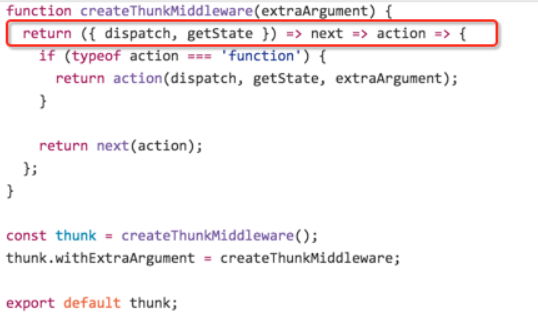 function createThunkMiddleware(extraArgument) {
  return ({ dispatch, getState }) => next => action => {
    if (typeof action === 'function') {
      return action(dispatch, getState, extraArgument);
    }

    return next(action);
  };
}

const thunk = createThunkMiddleware();
thunk.withExtraArgument = createThunkMiddleware;

export default thunk;